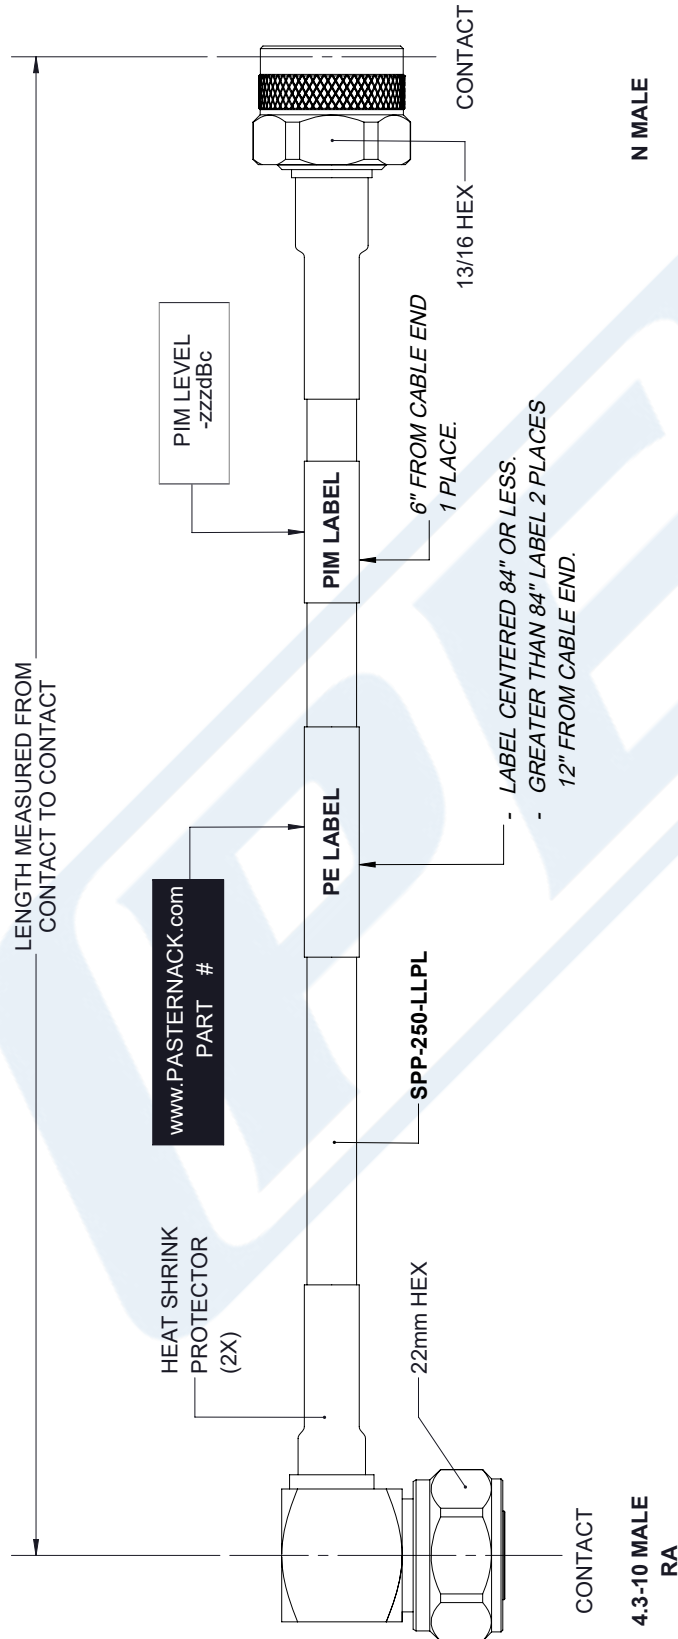 LENGTH MEASURED FROM
CONTACT TO CONTACT
HEAT SHRINK
PROTECTOR
(2X)
www.PASTERNACK.com
PART #
PIM LEVEL
-zzzdBc
PE LABEL
PIM LABEL
22mm HEX
SPP-250-LLPL
- LABEL CENTERED 84" OR LESS.
- GREATER THAN 84" LABEL 2 PLACES
12" FROM CABLE END.
6" FROM CABLE END
1 PLACE.
13/16 HEX
CONTACT
CONTACT
4.3-10 MALE
RA
N MALE